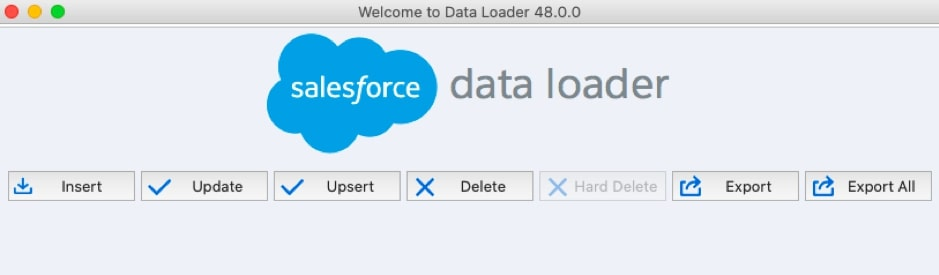 Welcome to Data Loader 48.0.0
salesforce data loader
Insert Update Upsert Delete Hard Delete Export Export All